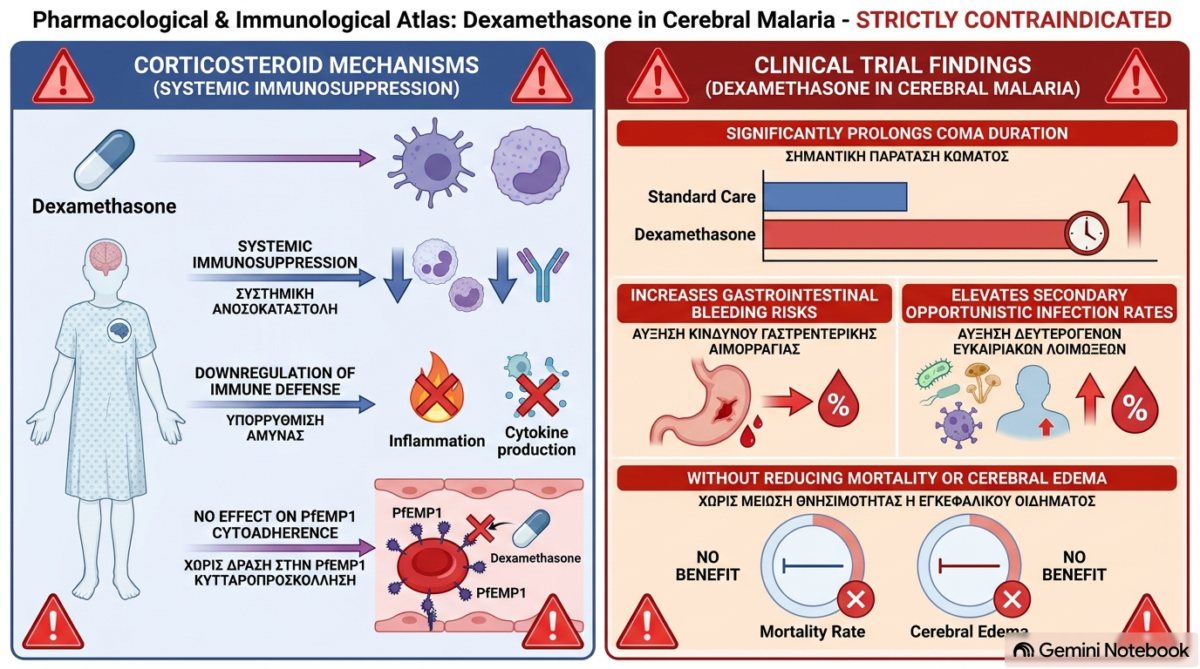 Pharmacological & Immunological Atlas: Dexamethasone in Cerebral Malaria - STRICTLY CONTRAINDICATED
CORTICOSTEROID MECHANISMS
(SYSTEMIC IMMUNOSUPPRESSION)
Dexamethasone
SYSTEMIC
IMMUNOSUPPRESSION
ΣΥΣΤΗΜΙΚΗ
ΑΝΟΣΟΚΑΤΑΣΤΟΛΗ
DOWNREGULATION OF
IMMUNE DEFENSE
ΥΠΟΡΡΥΘΜΙΣΗ
ΑΜΥΝΑΣ
Inflammation
Cytokine
production
NO EFFECT ON PfEMP1
CYTOADHERENCE
ΧΩΡΙΣ ΔΡΑΣΗ ΣΤΗΝ PfEMP1
ΚΥΤΤΑΡΟΠΡΟΣΚΟΛΛΗΣΗ
PfEMP1
Dexamethasone
PfEMP1
CLINICAL TRIAL FINDINGS
(DEXAMETHASONE IN CEREBRAL MALARIA)
SIGNIFICANTLY PROLONGS COMA DURATION
ΣΗΜΑΝΤΙΚΗ ΠΑΡΑΤΑΣΗ ΚΩΜΑΤΟΣ
Standard Care
Dexamethasone
INCREASES GASTROINTESTINAL
BLEEDING RISKS
ΑΥΞΗΣΗ ΚΙΝΔΥΝΟΥ ΓΑΣΤΡΕΝΤΕΡΙΚΗΣ
ΑΙΜΟΡΡΑΓΙΑΣ
%
ELEVATES SECONDARY
OPPORTUNISTIC INFECTION RATES
ΑΥΞΗΣΗ ΔΕΥΤΕΡΟΓΕΝΩΝ
ΕΥΚΑΙΡΙΑΚΩΝ ΛΟΙΜΩΞΕΩΝ
%
WITHOUT REDUCING MORTALITY OR CEREBRAL EDEMA
ΧΩΡΙΣ ΜΕΙΩΣΗ ΘΝΗΣΙΜΟΤΗΤΑΣ Η ΕΓΚΕΦΑΛΙΚΟΥ ΟΙΔΗΜΑΤΟΣ
NO
BENEFIT
Mortality Rate
NO
BENEFIT
Cerebral Edema
Gemini Notebook